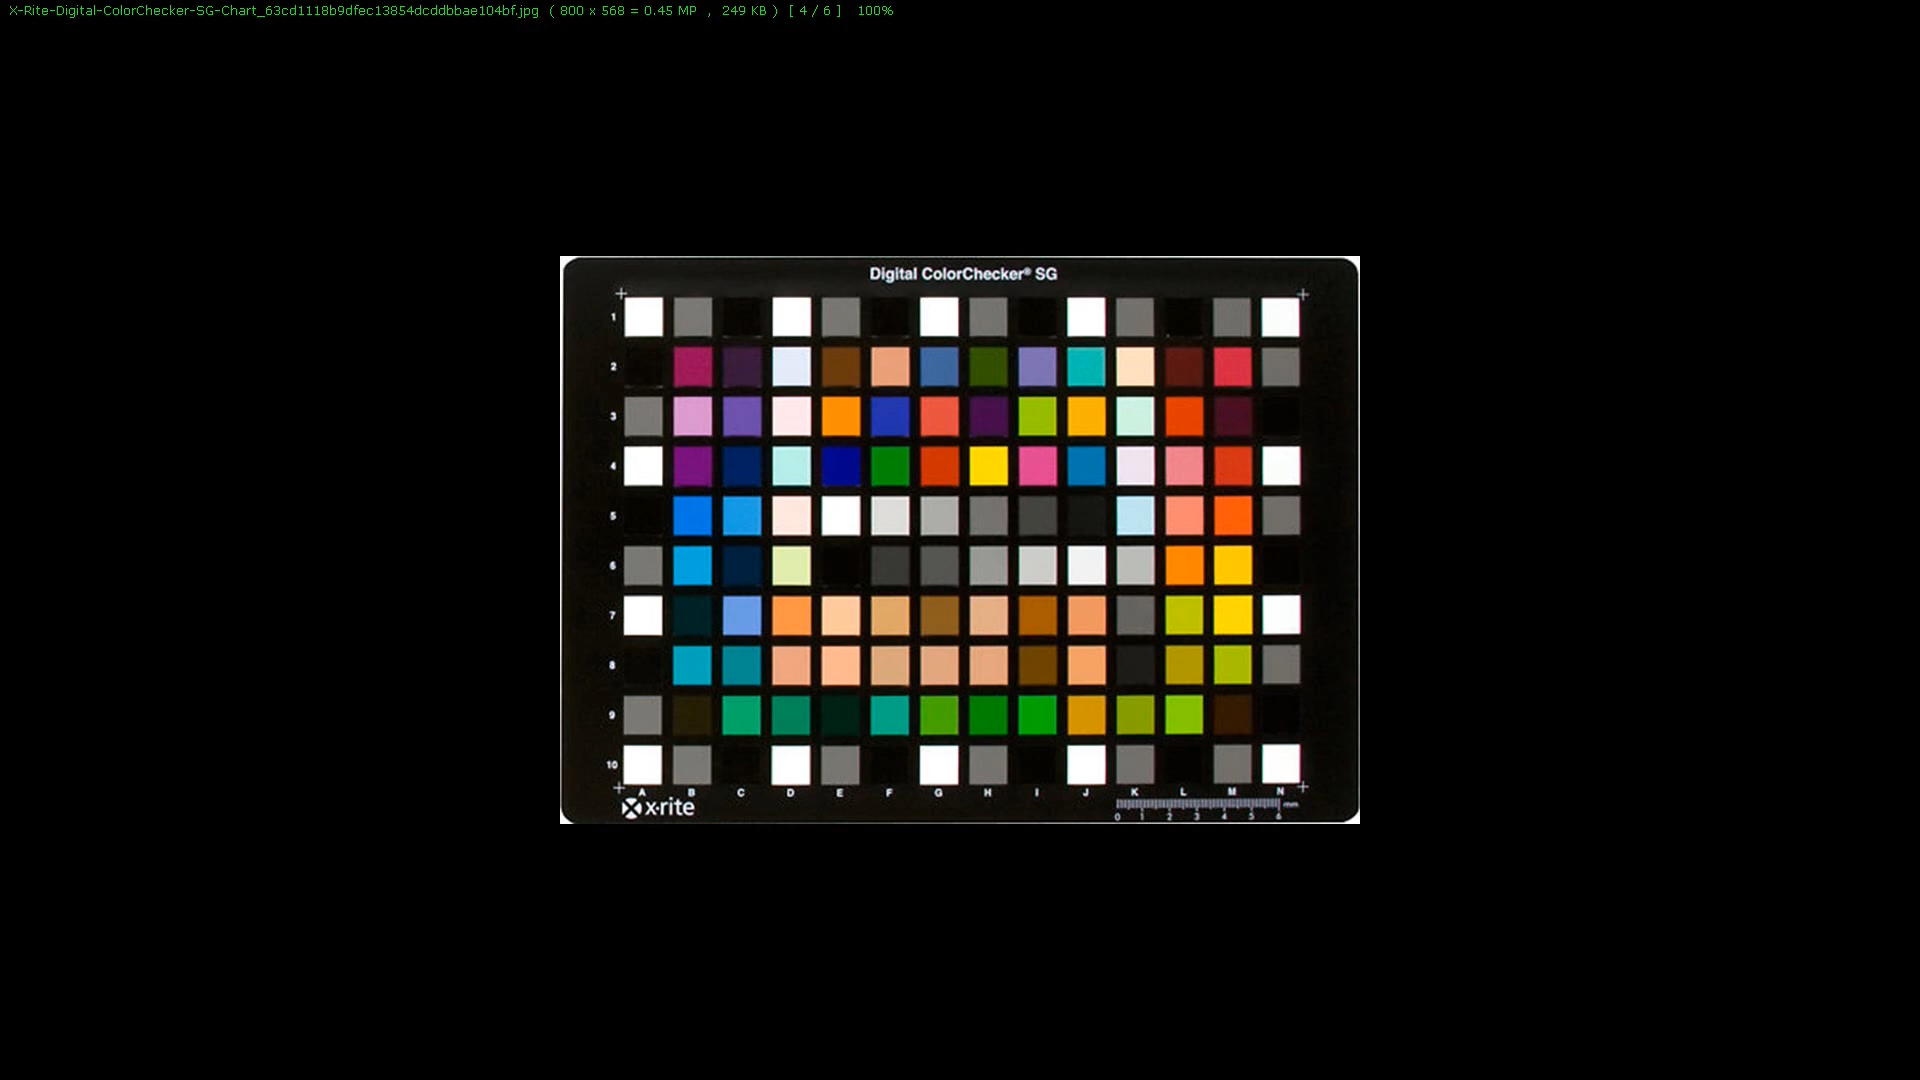 X-Rite-Digital-ColorChecker-SG-Chart_63cd1118b9dfec13854dcddbbae104bf.jpg ( 800 x 568 = 0.45 MP , 249 KB ) [ 4 / 6 ] 100%
Digital ColorChecker® SG
1
2
3
4
5
6
7
8
9
10
A B C D E F G H I J K L M N
x-rite
mm
0 1 2 3 4 5 6